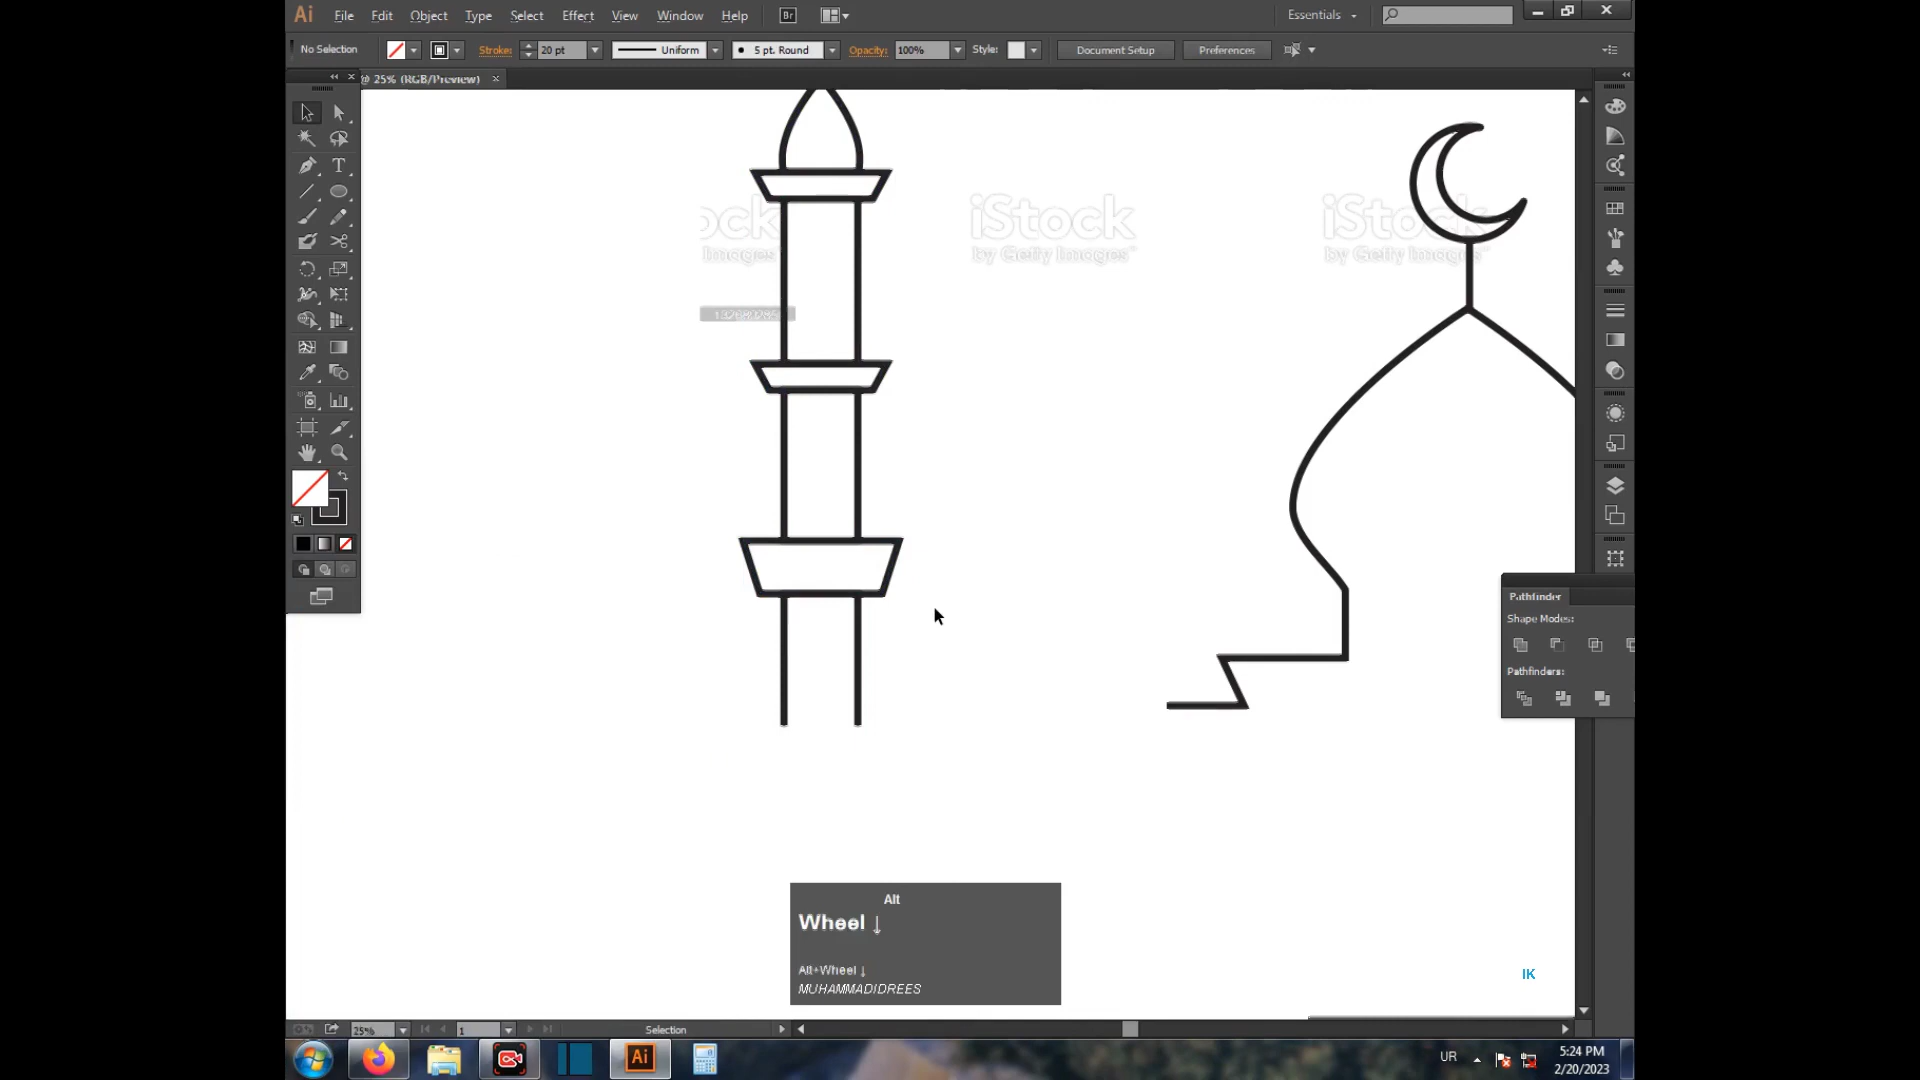 Ai File Edit Object Type Select Effect View Window Help Br Essentials
No Selection Stroke: 20 pt Uniform 5 pt. Round Opacity: 100% Style: Document Setup Preferences
@ 25% (RGB/Preview)
iStock iStock
by Getty Images™ by Getty Images™
Images
Pathfinder
Shape Modes:
Pathfinders:
Alt
Wheel ↓
Alt+Wheel ↓
MUHAMMADIDREES
IK
25% 1 Selection
Ai UR 5:24 PM
2/20/2023